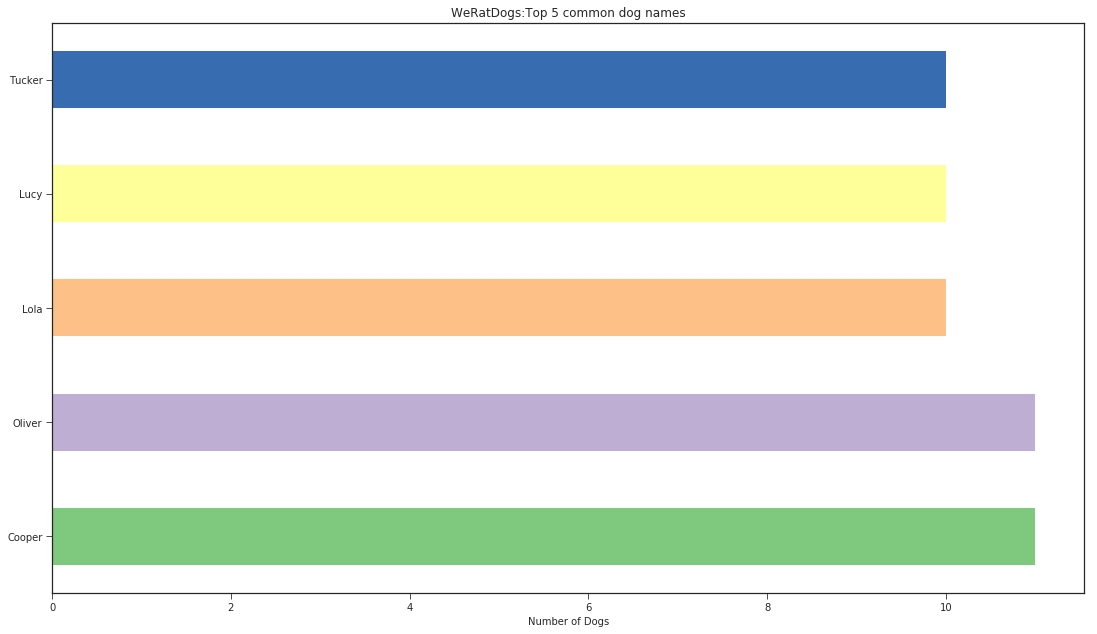 WeRatDogs:Top 5 common dog names
Tucker
Lucy
Lola
Oliver
Cooper
0 2 4 6 8 10
Number of Dogs